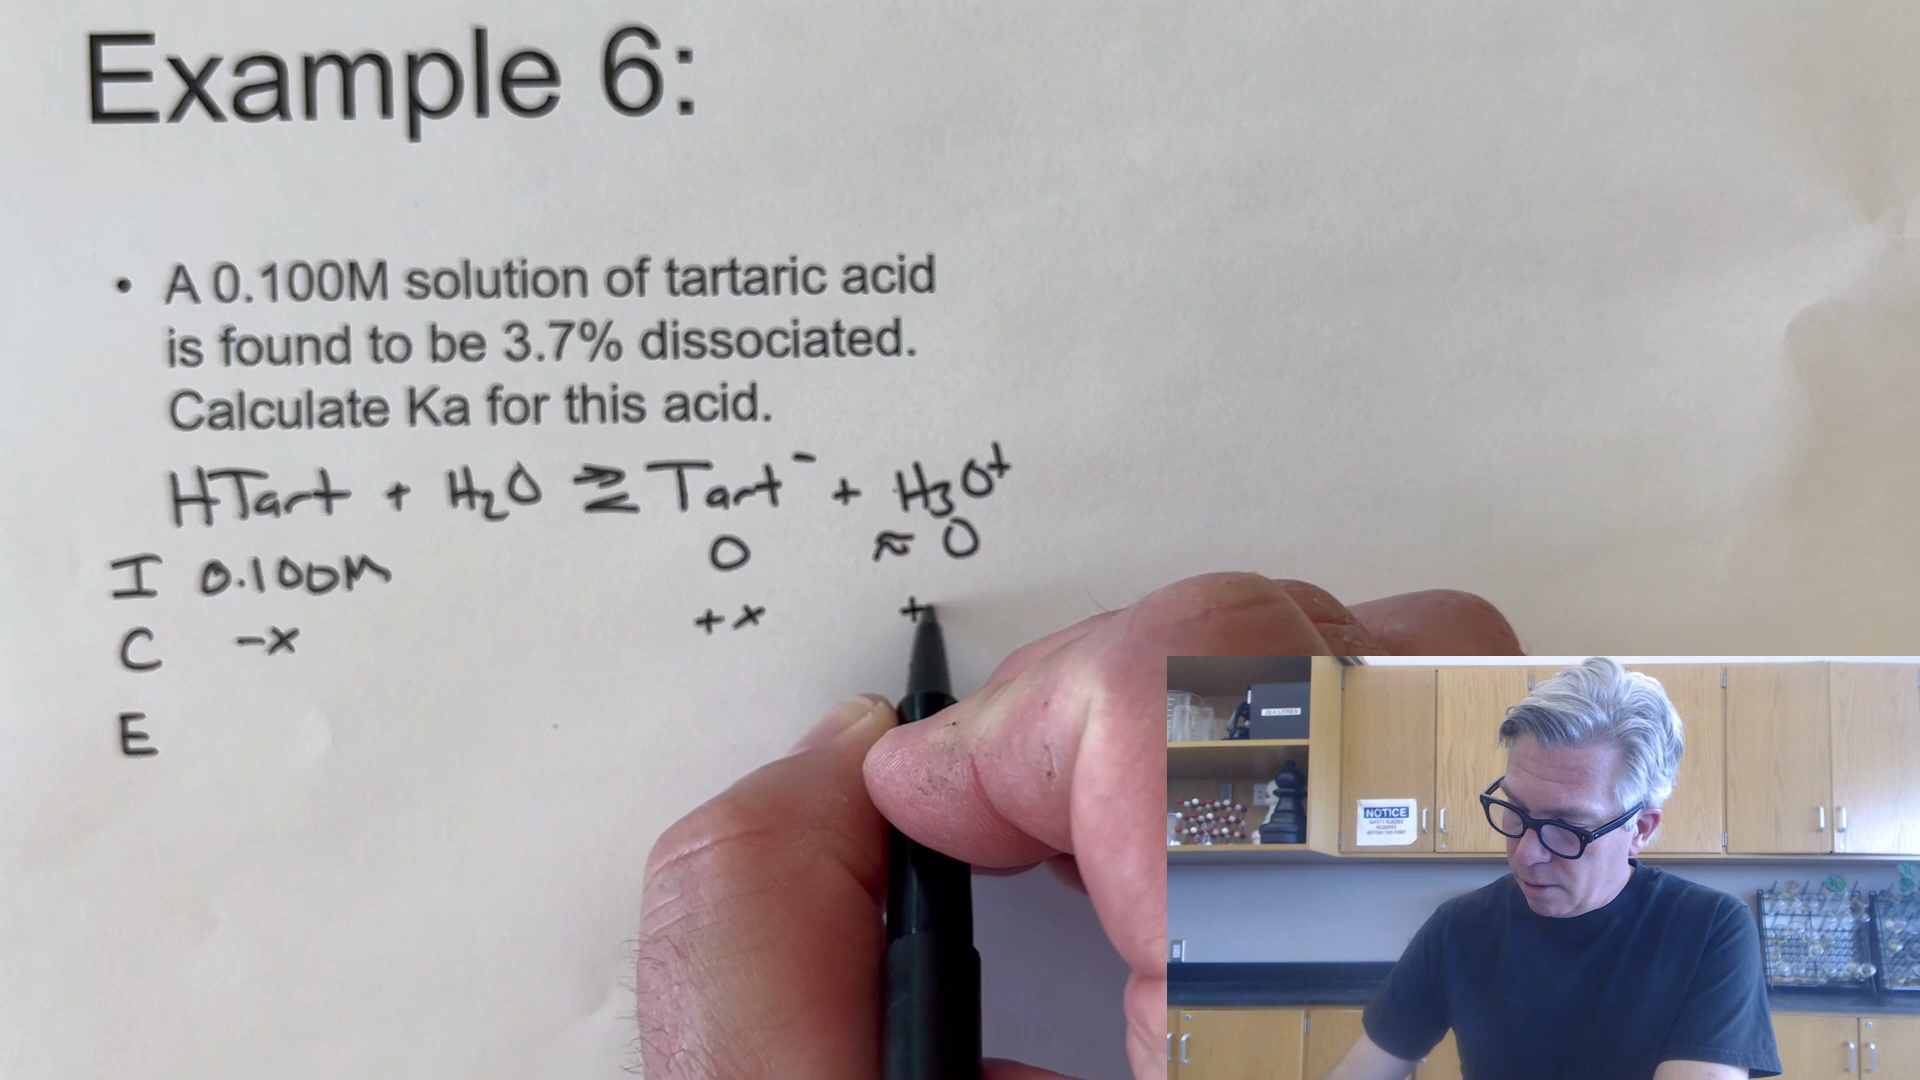 Example 6:
• A 0.100M solution of tartaric acid
is found to be 3.7% dissociated.
Calculate Ka for this acid.
HTart + H₂O ⇄ Tart⁻ + H₃O⁺
I 0.100M 0 ≈ 0
C -x +x +
E
NOTICE